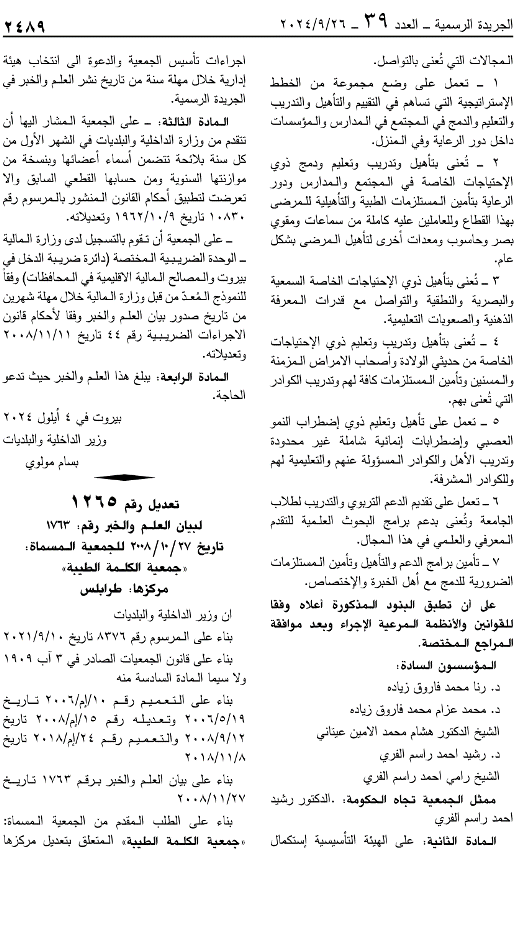 الجريدة الرسمية ــ العدد ٣٩ ــ ٢٠٢٤/٩/٢٦
٢٤٨٩
المجالات التي تُعنى بالتواصل.
١ ــ تعمل على وضع مجموعة من الخطط
الإستراتيجية التي تساهم في التقييم والتأهيل والتدريب
والتعليم والدمج في المجتمع في المدارس والمؤسسات
داخل دور الرعاية وفي المنزل.
٢ ــ تُعنى بتأهيل وتدريب وتعليم ودمج ذوي
الإحتياجات الخاصة في المجتمع والمدارس ودور
الرعاية بتأمين المستلزمات الطبية والتأهيلية للمرضى
بهذا القطاع وللعاملين عليه كاملة من سماعات ومقوي
بصر وحاسوب ومعدات أخرى لتأهيل المرضى بشكل
عام.
٣ ــ تُعنى بتأهيل ذوي الإحتياجات الخاصة السمعية
والبصرية والنطقية والتواصل مع قدرات المعرفة
الذهنية والصعوبات التعليمية.
٤ ــ تُعنى بتأهيل وتدريب وتعليم ذوي الإحتياجات
الخاصة من حديثي الولادة وأصحاب الامراض المزمنة
والمسنين وتأمين المستلزمات كافة لهم وتدريب الكوادر
التي تُعنى بهم.
٥ ــ تعمل على تأهيل وتعليم ذوي إضطراب النمو
العصبي وإضطرابات إنمائية شاملة غير محدودة
وتدريب الأهل والكوادر المسؤولة عنهم والتعليمية لهم
وللكوادر المشرفة.
٦ ــ تعمل على تقديم الدعم التربوي والتدريب لطلاب
الجامعة وتُعنى بدعم برامج البحوث العلمية للتقدم
المعرفي والعلمي في هذا المجال.
٧ ــ تأمين برامج الدعم والتأهيل وتأمين المستلزمات
الضرورية للدمج مع أهل الخبرة والإختصاص.
على أن تطبق البنود المذكورة أعلاه وفقا
للقوانين والأنظمة المرعية الإجراء وبعد موافقة
المراجع المختصة.
المؤسسون السادة:
د. رنا محمد فاروق زياده
د. محمد عزام محمد فاروق زياده
الشيخ الدكتور هشام محمد الامين عيتاني
د. رشيد احمد راسم الفري
الشيخ رامي احمد راسم الفري
ممثل الجمعية تجاه الحكومة: .الدكتور رشيد
احمد راسم الفري
المادة الثانية: على الهيئة التأسيسية إستكمال
اجراءات تأسيس الجمعية والدعوة الى انتخاب هيئة
إدارية خلال مهلة سنة من تاريخ نشر العلم والخبر في
الجريدة الرسمية.
المادة الثالثة: ــ على الجمعية المشار اليها أن
تتقدم من وزارة الداخلية والبلديات في الشهر الأول من
كل سنة بلائحة تتضمن أسماء أعضائها وبنسخة من
موازنتها السنوية ومن حسابها القطعي السابق والا
تعرضت لتطبيق أحكام القانون المنشور بالمرسوم رقم
١٠٨٣٠ تاريخ ١٩٦٢/١٠/٩ وتعديلاته.
ــ على الجمعية أن تقوم بالتسجيل لدى وزارة المالية
ــ الوحدة الضريبية المختصة (دائرة ضريبة الدخل في
بيروت والمصالح المالية الاقليمية في المحافظات) وفقاً
للنموذج المُعدّ من قبل وزارة المالية خلال مهلة شهرين
من تاريخ صدور بيان العلم والخبر وفقا لأحكام قانون
الاجراءات الضريبية رقم ٤٤ تاريخ ٢٠٠٨/١١/١١
وتعديلاته.
المادة الرابعة: يبلغ هذا العلم والخبر حيث تدعو
الحاجة.
بيروت في ٤ أيلول ٢٠٢٤
وزير الداخلية والبلديات
بسام مولوي
تعديل رقم ١٢٦٥
لبيان العلم والخبر رقم: ١٧٦٣
تاريخ ٢٠٠٨/١٠/٢٧ للجمعية المسماة:
«جمعية الكلمة الطيبة»
مركزها: طرابلس
أن وزير الداخلية والبلديات
بناء على المرسوم رقم ٨٣٧٦ تاريخ ٢٠٢١/٩/١٠
بناء على قانون الجمعيات الصادر في ٣ آب ١٩٠٩
ولا سيما المادة السادسة منه
بناء على التعميم رقم ١٠/إم/٢٠٠٦ تاريخ
٢٠٠٦/٥/١٩ وتعديله رقم ١٥/إم/٢٠٠٨ تاريخ
٢٠٠٨/٩/١٢ والتعميم رقم ٢٤/إم/٢٠١٨ تاريخ
٢٠١٨/١١/٨
بناء على بيان العلم والخبر برقم ١٧٦٣ تاريخ
٢٠٠٨/١١/٢٧
بناء على الطلب المقدم من الجمعية المسماة:
«جمعية الكلمة الطيبة» المتعلق بتعديل مركزها